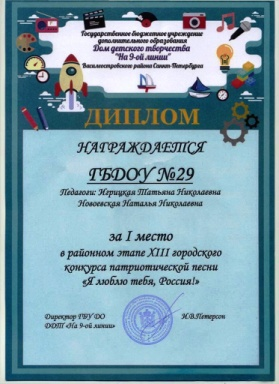 Государственное бюджетное учреждение
дополнительного образования
Дом детского творчества
"На 9-ой линии"
Василеостровского района Санкт-Петербурга
ДИПЛОМ
НАГРАЖДАЕТСЯ
ГБДОУ №29
Педагоги: Игрицкая Татьяна Николаевна
Новоевская Наталья Николаевна
за I место
в районном этапе XIII городского
конкурса патриотической песни
«Я люблю тебя, Россия!»
Директор ГБУ ДО
ДДТ «На 9-ой линии»
И.В.Петерсон